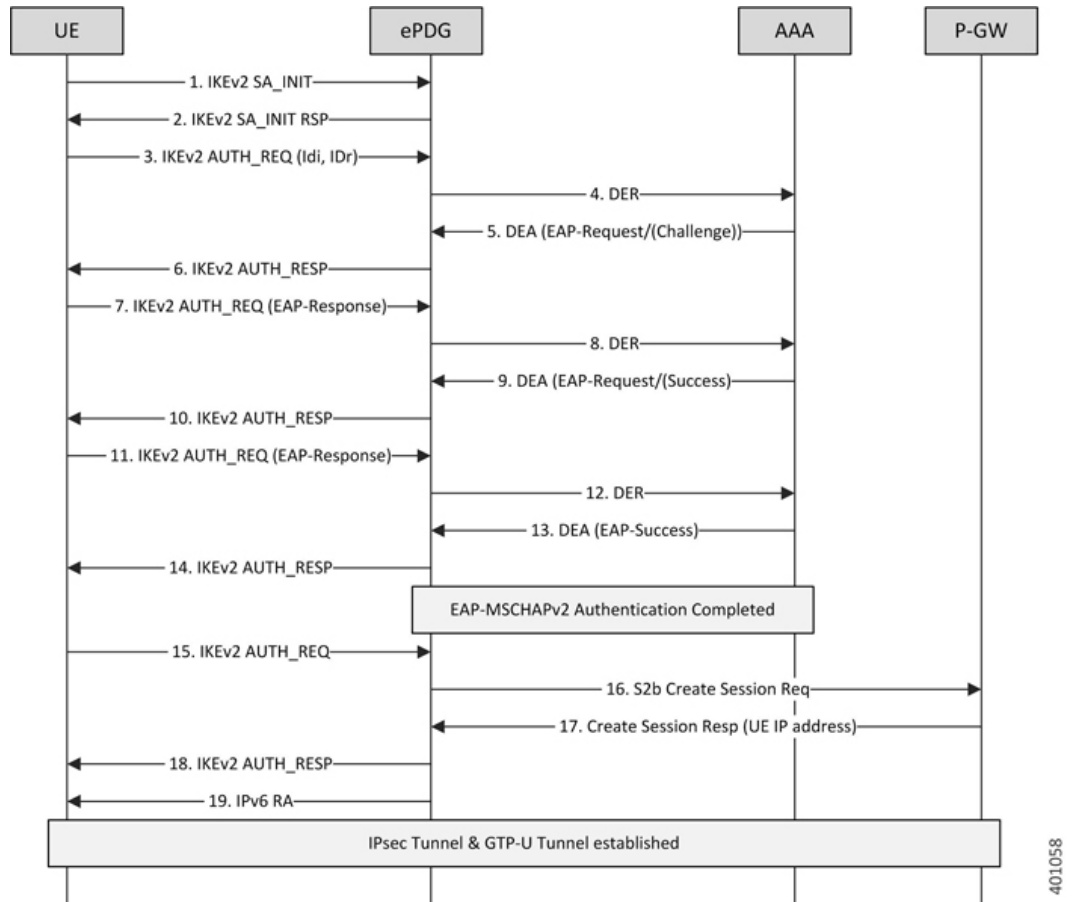 UE
ePDG
AAA
P-GW
1. IKEv2 SA_INIT
2. IKEv2 SA_INIT RSP
3. IKEv2 AUTH_REQ (Idi, IDr)
4. DER
5. DEA (EAP-Request/(Challenge))
6. IKEv2 AUTH_RESP
7. IKEv2 AUTH_REQ (EAP-Response)
8. DER
9. DEA (EAP-Request/(Success)
10. IKEv2 AUTH_RESP
11. IKEv2 AUTH_REQ (EAP-Response)
12. DER
13. DEA (EAP-Success)
14. IKEv2 AUTH_RESP
EAP-MSCHAPv2 Authentication Completed
15. IKEv2 AUTH_REQ
16. S2b Create Session Req
17. Create Session Resp (UE IP address)
18. IKEv2 AUTH_RESP
19. IPv6 RA
IPsec Tunnel & GTP-U Tunnel established
401058